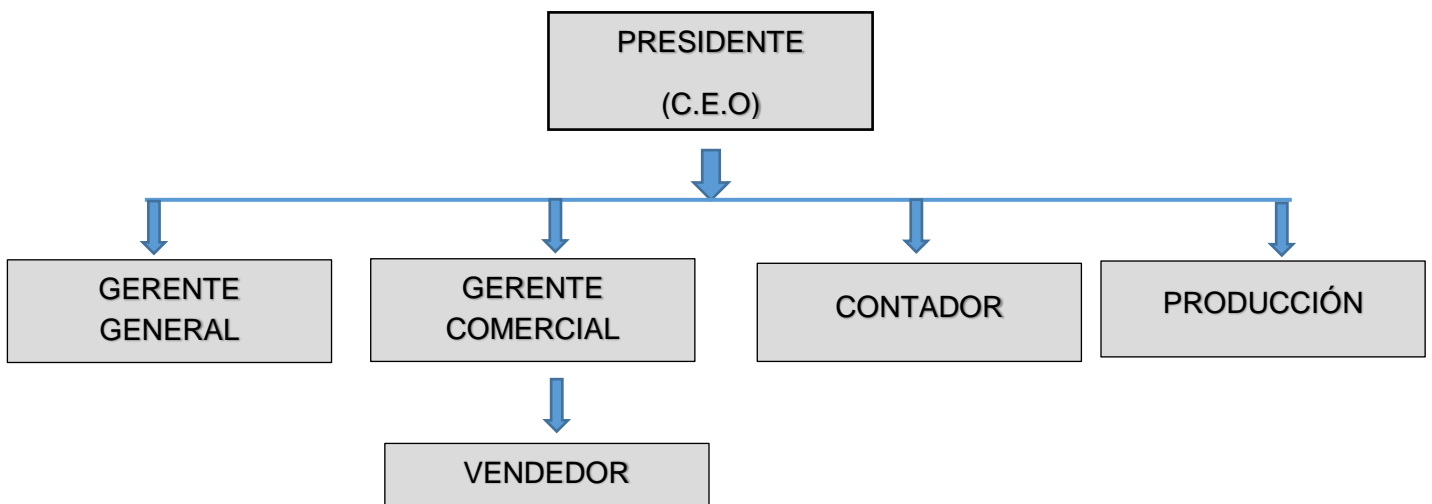 PRESIDENTE
(C.E.O)
GERENTE
GENERAL
GERENTE
COMERCIAL
CONTADOR
PRODUCCIÓN
VENDEDOR